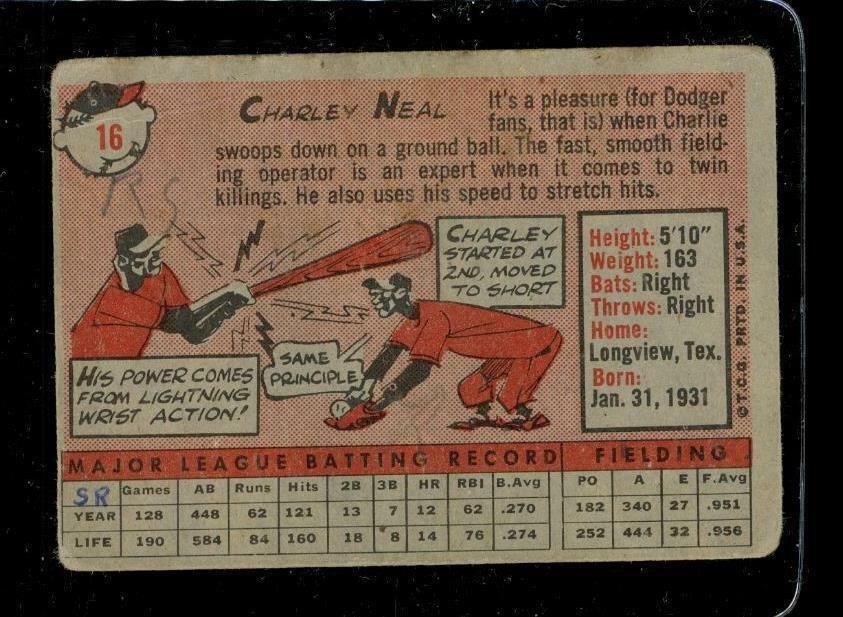 16
CHARLEY NEAL
It's a pleasure (for Dodger
fans, that is) when Charlie
swoops down on a ground ball. The fast, smooth field-
ing operator is an expert when it comes to twin
killings. He also uses his speed to stretch hits.
CHARLEY
STARTED AT
2ND, MOVED
TO SHORT
HIS POWER COMES
FROM LIGHTNING
WRIST ACTION!
SAME
PRINCIPLE
Height: 5'10"
Weight: 163
Bats: Right
Throws: Right
Home:
Longview, Tex.
Born:
Jan. 31, 1931
©T.C.G. PRTD. IN U.S.A.
MAJOR LEAGUE BATTING RECORD FIELDING
SR Games AB Runs Hits 2B 3B HR RBI B.Avg PO A E F.Avg
YEAR 128 448 62 121 13 7 12 62 .270 182 340 27 .951
LIFE 190 584 84 160 18 8 14 76 .274 252 444 32 .956